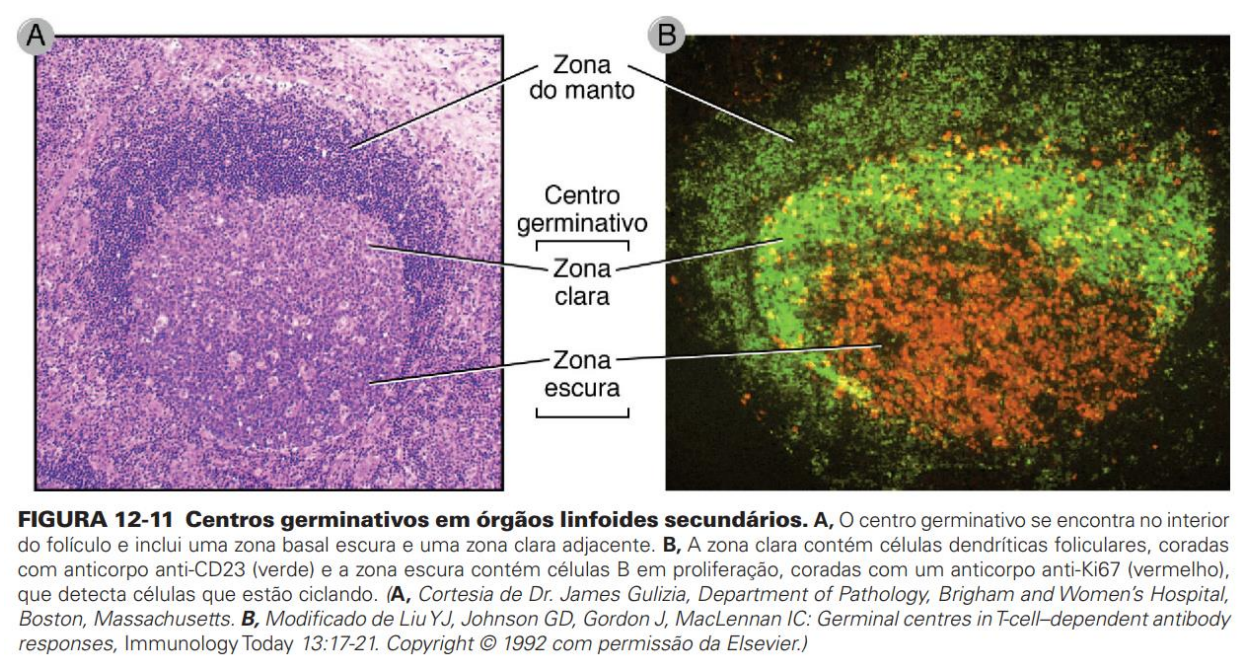 A
B
Zona
do manto
Centro
germinativo
Zona
clara
Zona
escura
FIGURA 12-11 Centros germinativos em órgãos linfoides secundários. A, O centro germinativo se encontra no interior
do folículo e inclui uma zona basal escura e uma zona clara adjacente. B, A zona clara contém células dendríticas foliculares, coradas
com anticorpo anti-CD23 (verde) e a zona escura contém células B em proliferação, coradas com um anticorpo anti-Ki67 (vermelho),
que detecta células que estão ciclando. (A, Cortesia de Dr. James Gulizia, Department of Pathology, Brigham and Women's Hospital,
Boston, Massachusetts. B, Modificado de Liu YJ, Johnson GD, Gordon J, MacLennan IC: Germinal centres in T-cell–dependent antibody
responses, Immunology Today 13:17-21. Copyright © 1992 com permissão da Elsevier.)